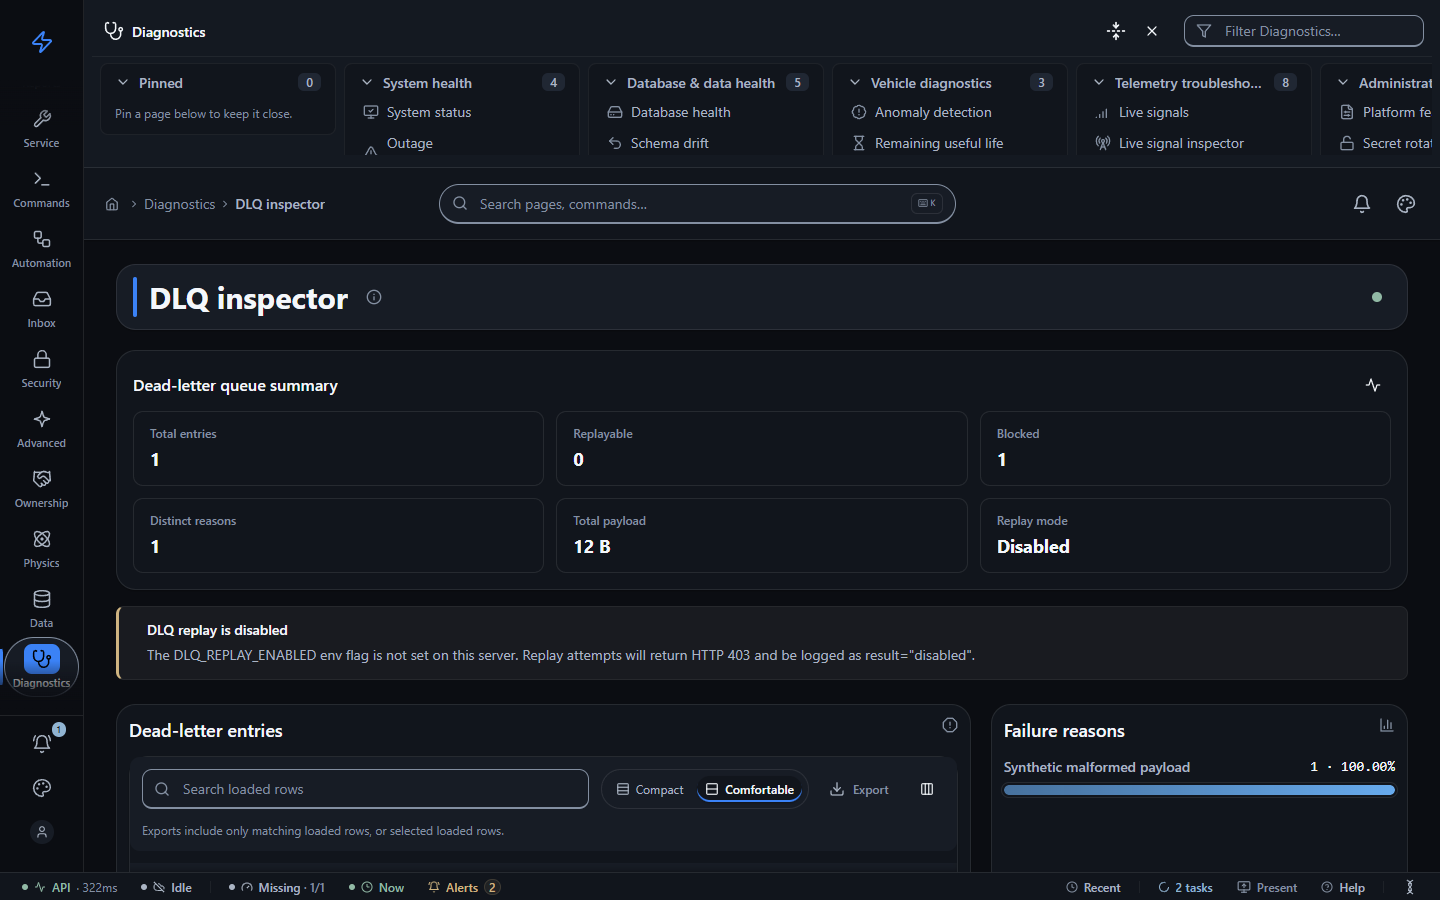 Diagnostics
Filter Diagnostics...
Pinned 0
Pin a page below to keep it close.
System health 4
System status
Outage
Database & data health 5
Database health
Schema drift
Vehicle diagnostics 3
Anomaly detection
Remaining useful life
Telemetry troublesho... 8
Live signals
Live signal inspector
Administrat
Platform fe
Secret rotat
Service
Commands
Automation
Inbox
Security
Advanced
Ownership
Physics
Data
Diagnostics
1
Diagnostics
DLQ inspector
Search pages, commands...
K
DLQ inspector
Dead-letter queue summary
Total entries
1
Replayable
0
Blocked
1
Distinct reasons
1
Total payload
12 B
Replay mode
Disabled
DLQ replay is disabled
The DLQ_REPLAY_ENABLED env flag is not set on this server. Replay attempts will return HTTP 403 and be logged as result="disabled".
Dead-letter entries
Search loaded rows
Compact
Comfortable
Export
Exports include only matching loaded rows, or selected loaded rows.
Failure reasons
Synthetic malformed payload 1 · 100.00%
API · 322ms
Idle
Missing · 1/1
Now
Alerts 2
Recent
2 tasks
Present
Help